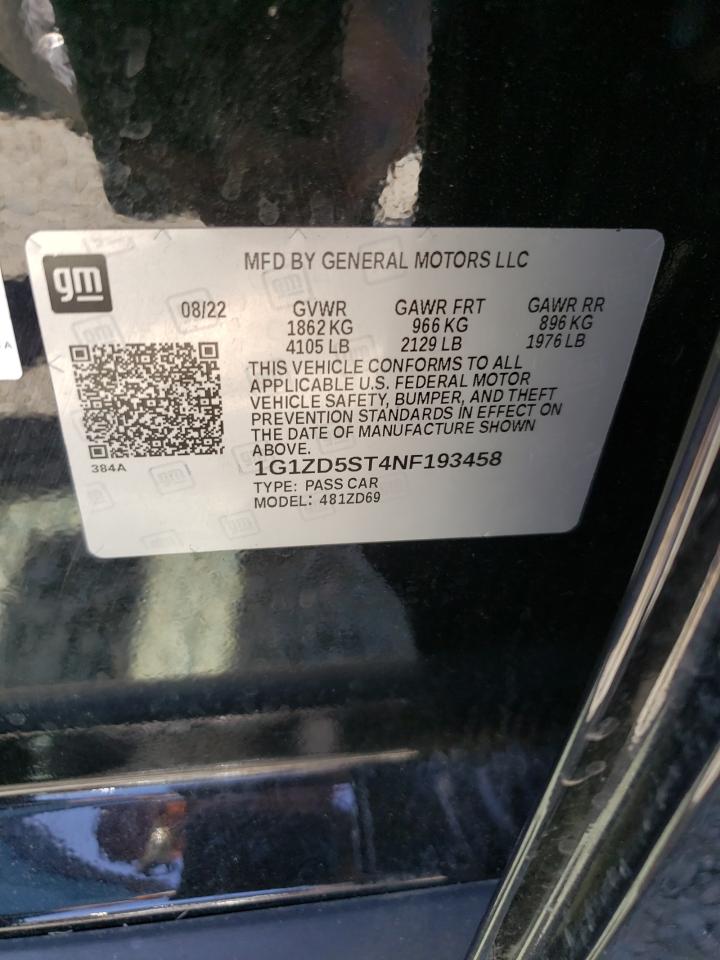 gm
MFD BY GENERAL MOTORS LLC
08/22 GVWR GAWR FRT GAWR RR
1862 KG 966 KG 896 KG
4105 LB 2129 LB 1976 LB
THIS VEHICLE CONFORMS TO ALL
APPLICABLE U.S. FEDERAL MOTOR
VEHICLE SAFETY, BUMPER, AND THEFT
PREVENTION STANDARDS IN EFFECT ON
THE DATE OF MANUFACTURE SHOWN
ABOVE.
384A
1G1ZD5ST4NF193458
TYPE: PASS CAR
MODEL: 481ZD69